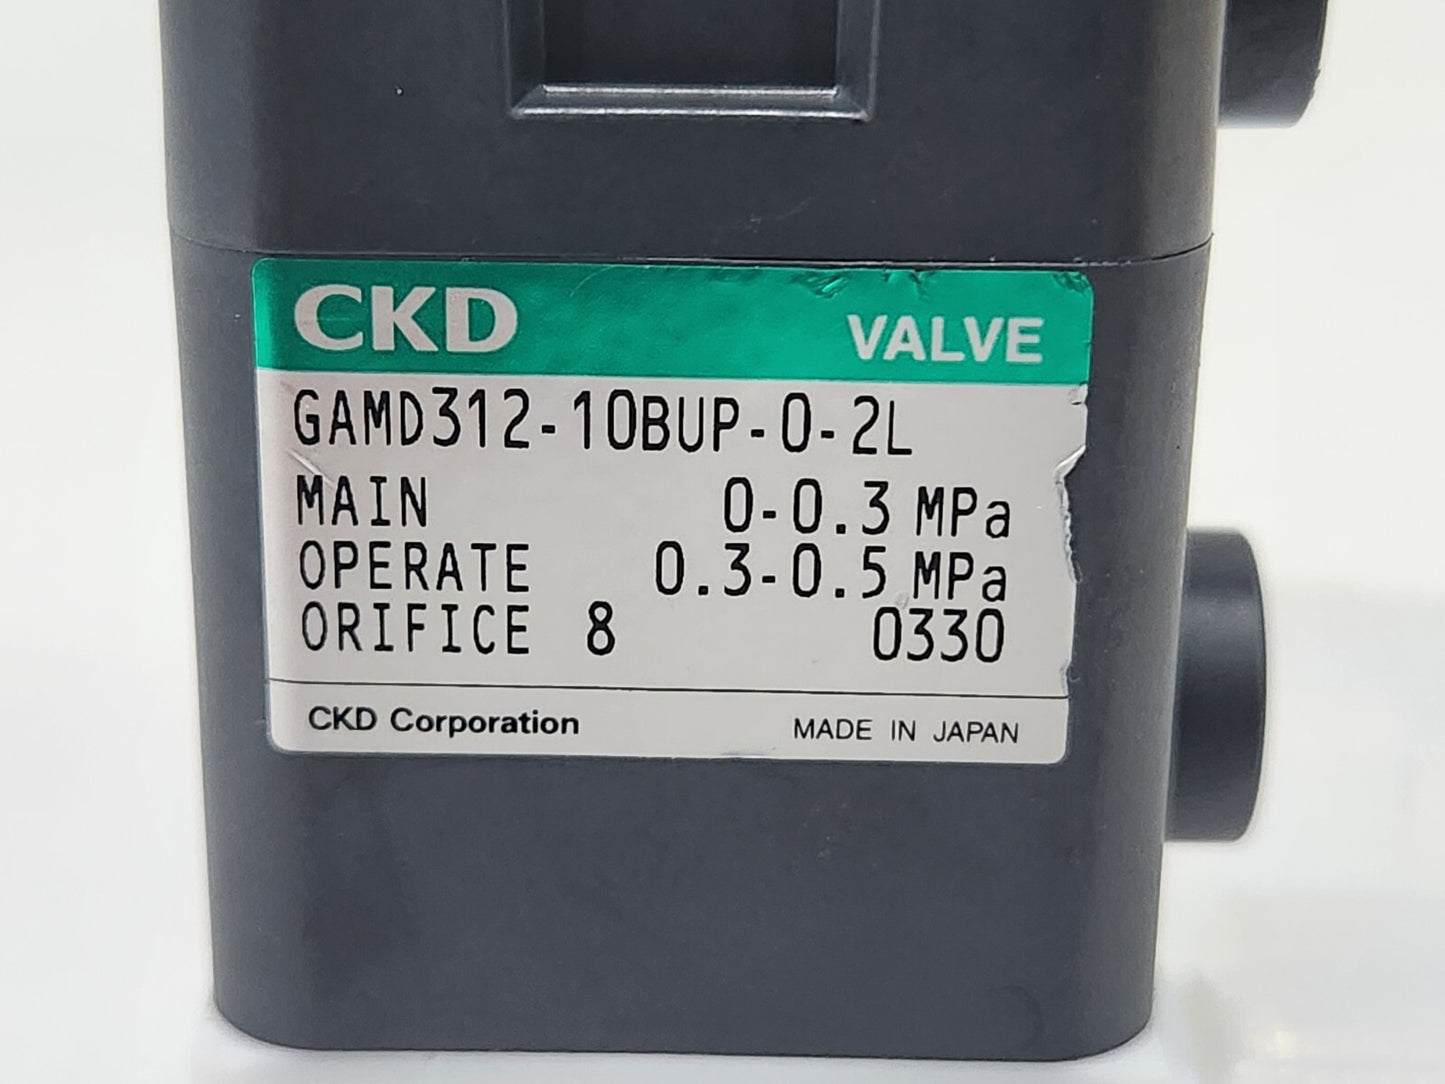 CKD VALVE
GAMD312-10BUP-0-2L
MAIN 0-0.3 MPa
OPERATE 0.3-0.5 MPa
ORIFICE 8 0330
CKD Corporation MADE IN JAPAN